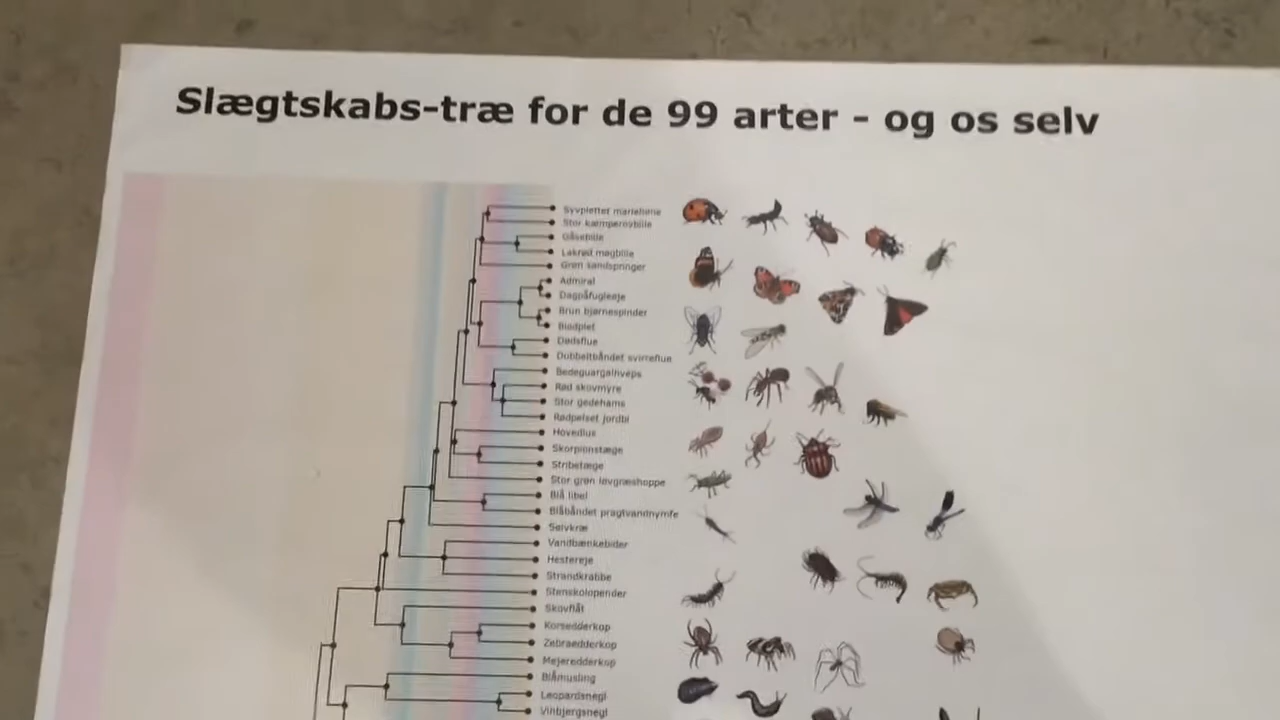 Slægtskabs-træ for de 99 arter - og os selv
Syvplettet mariehøne
Stor kæmperovbille
Gåsebille
Lakrød møgbille
Grøn sandspringer
Admiral
Dagpåfugleøje
Brun bjørnespinder
Blodplet
Dødsflue
Dobbeltbåndet svirreflue
Bedeguargalhveps
Rød skovmyre
Stor gedehams
Rødpelset jordbi
Hovedlus
Skorpionstæge
Stribetæge
Stor grøn løvgræshoppe
Blå libel
Blåbåndet pragtvandnymfe
Sølvkræ
Vandbænkebider
Hestereje
Strandkrabbe
Stenskolopender
Skovflåt
Korsedderkop
Zebraedderkop
Mejeredderkop
Blåmusling
Leopardsnegl
Vinbjergsnegl